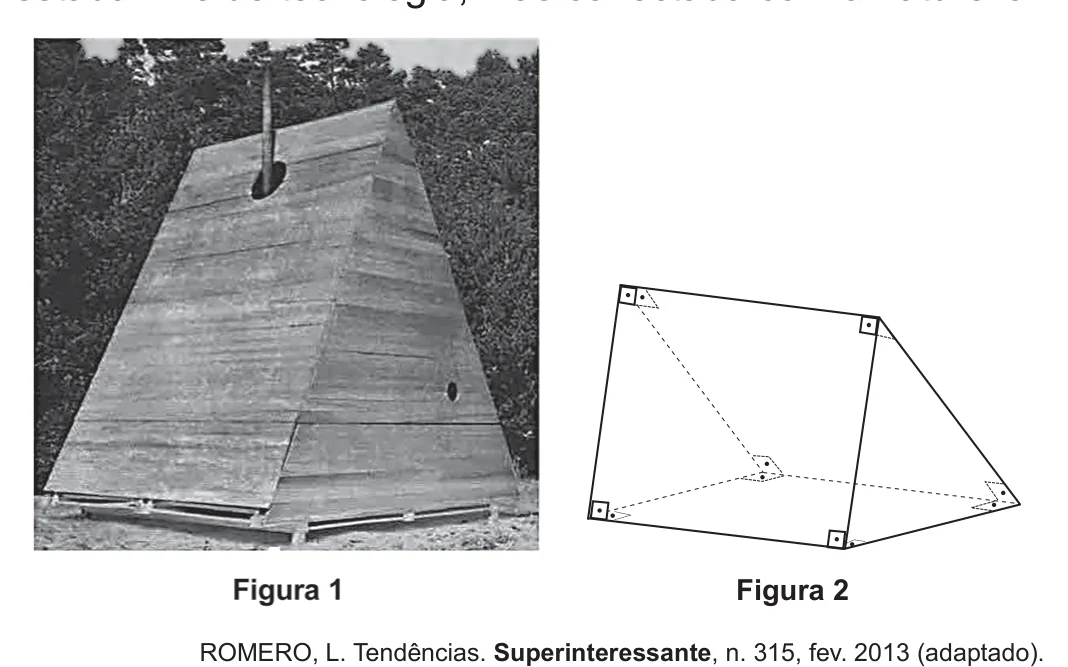 Figura 1
Figura 2
ROMERO, L. Tendências. Superinteressante, n. 315, fev. 2013 (adaptado).